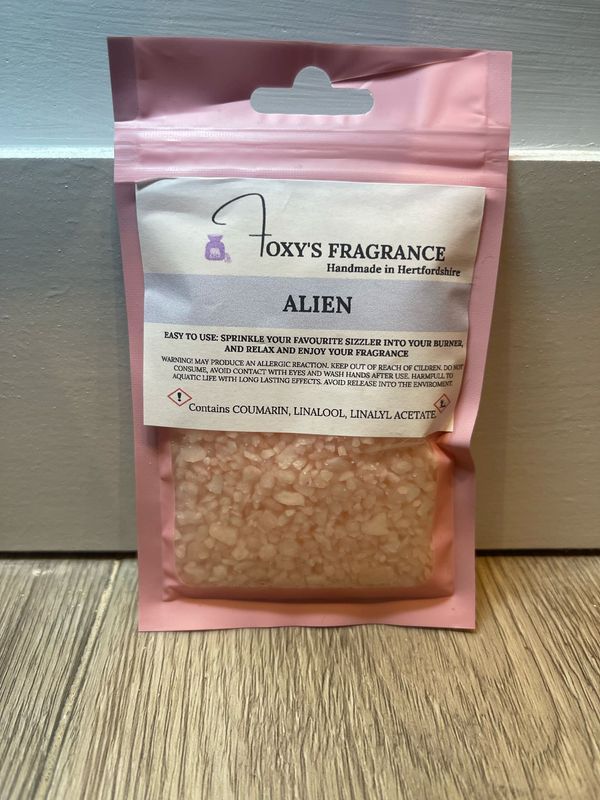 FOXY'S FRAGRANCE
Handmade in Hertfordshire
ALIEN
EASY TO USE: SPRINKLE YOUR FAVOURITE SIZZLER INTO YOUR BURNER,
AND RELAX AND ENJOY YOUR FRAGRANCE
WARNING! MAY PRODUCE AN ALLERGIC REACTION. KEEP OUT OF REACH OF CILDREN. DO NOT
CONSUME, AVOID CONTACT WITH EYES AND WASH HANDS AFTER USE. HARMFULL TO
AQUATIC LIFE WITH LONG LASTING EFFECTS. AVOID RELEASE INTO THE ENVIROMENT.
Contains COUMARIN, LINALOOL, LINALYL ACETATE